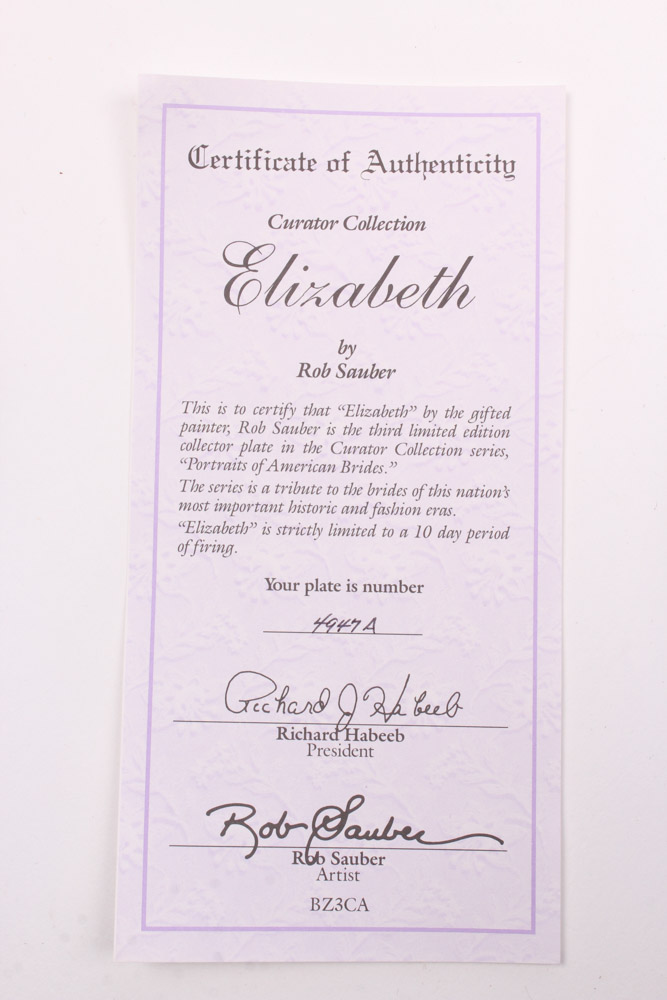 Certificate of Authenticity
Curator Collection
Elizabeth
by
Rob Sauber
This is to certify that “Elizabeth” by the gifted
painter, Rob Sauber is the third limited edition
collector plate in the Curator Collection series,
“Portraits of American Brides.”
The series is a tribute to the brides of this nation's
most important historic and fashion eras.
“Elizabeth” is strictly limited to a 10 day period
of firing.
Your plate is number
4947A
Richard J Habeeb
Richard Habeeb
President
Rob Sauber
Rob Sauber
Artist
BZ3CA